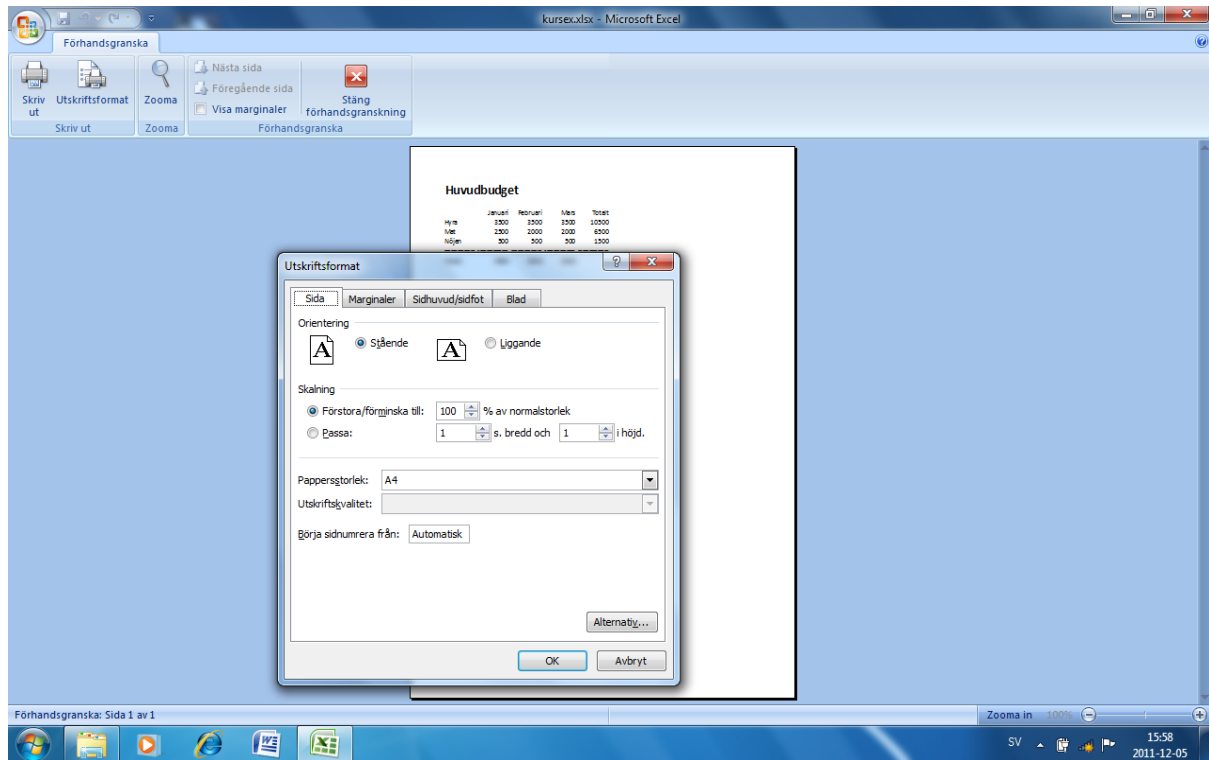 kursex.xlsx - Microsoft Excel
Förhandsgranska
Skriv ut
Utskriftsformat
Zooma
Nästa sida
Föregående sida
Visa marginaler
Stäng förhandsgranskning
Skriv ut Zooma Förhandsgranska
Huvudbudget
Januari Februari Mars Totalt
Hyra 3500 3500 3500 10500
Mat 2500 2000 2000 6500
Nöjen 500 500 500 1500
Utskriftsformat
Sida Marginaler Sidhuvud/sidfot Blad
Orientering
A Stående A Liggande
Skalning
Förstora/förminska till: 100 % av normalstorlek
Passa: 1 s. bredd och 1 i höjd.
Pappersstorlek: A4
Utskriftskvalitet:
Börja sidnumrera från: Automatisk
Alternativ...
OK Avbryt
Förhandsgranska: Sida 1 av 1
Zooma in 100%
SV
15:58
2011-12-05